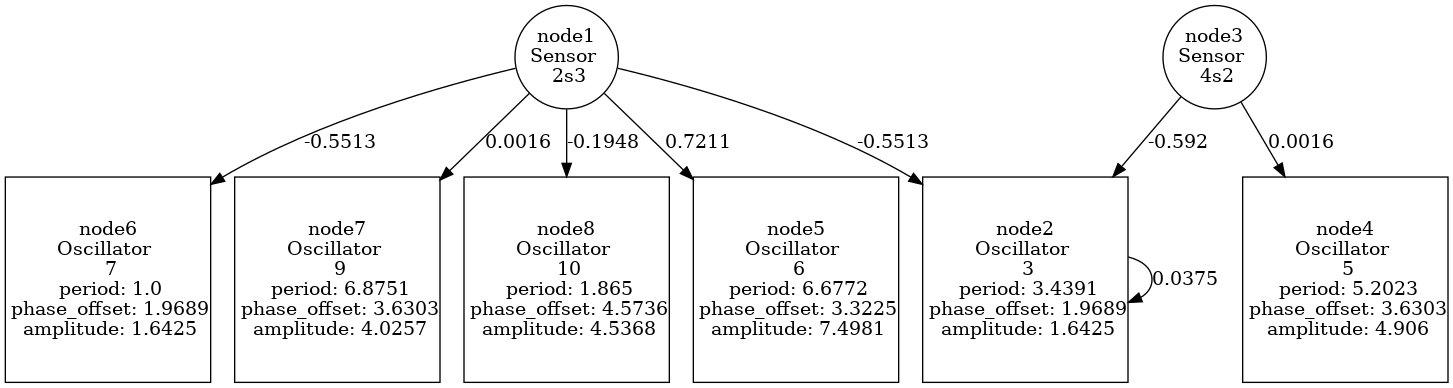 node1
Sensor
2s3
node3
Sensor
4s2
-0.5513
0.0016
-0.1948
0.7211
-0.5513
-0.592
0.0016
node6
Oscillator
7
period: 1.0
phase_offset: 1.9689
amplitude: 1.6425
node7
Oscillator
9
period: 6.8751
phase_offset: 3.6303
amplitude: 4.0257
node8
Oscillator
10
period: 1.865
phase_offset: 4.5736
amplitude: 4.5368
node5
Oscillator
6
period: 6.6772
phase_offset: 3.3225
amplitude: 7.4981
node2
Oscillator
3
period: 3.4391
phase_offset: 1.9689
amplitude: 1.6425
0.0375
node4
Oscillator
5
period: 5.2023
phase_offset: 3.6303
amplitude: 4.906